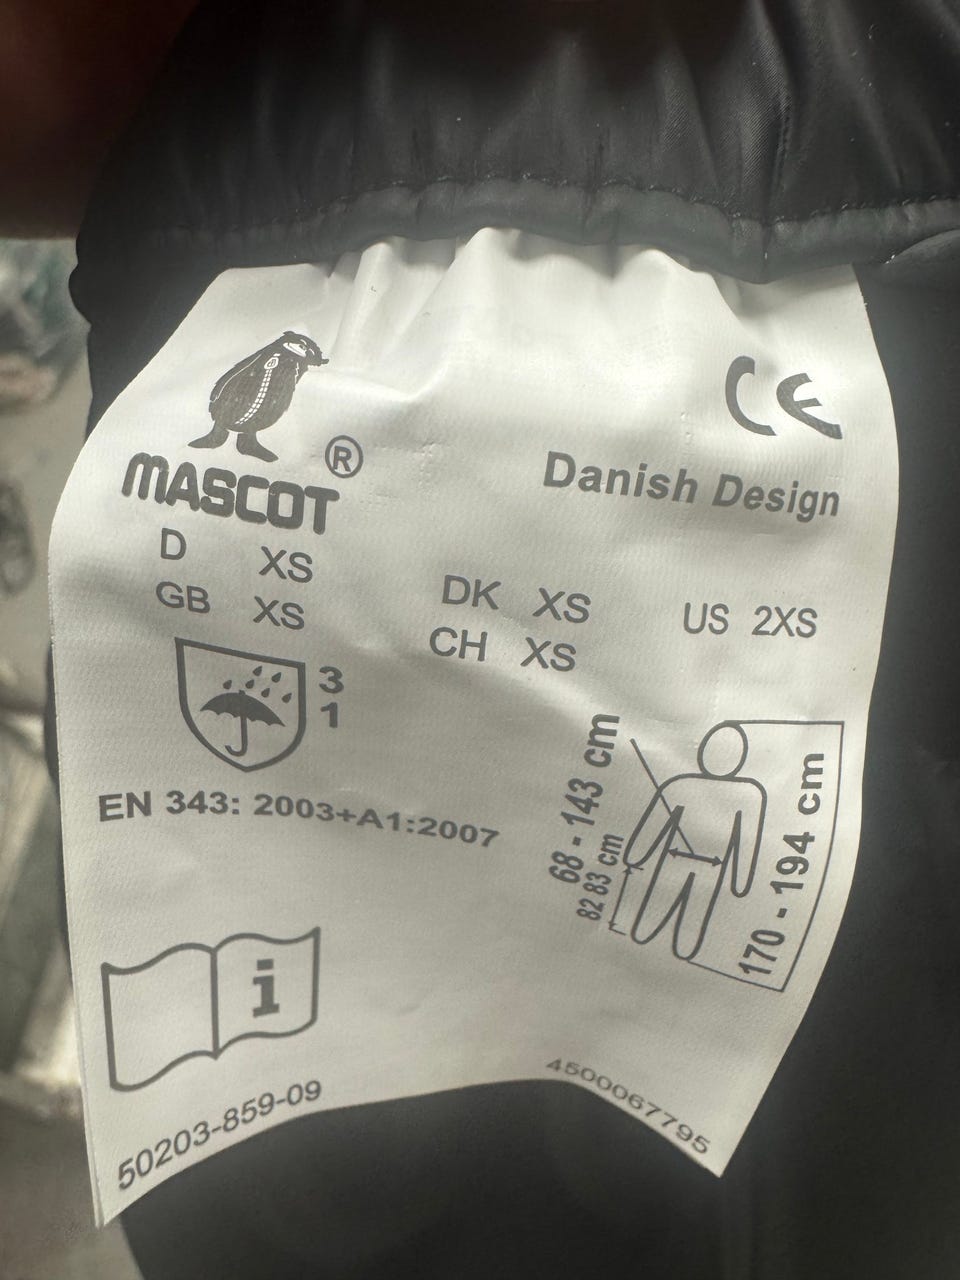 CE
MASCOT®
Danish Design
D XS
DK XS
US 2XS
GB XS
CH XS
3
1
EN 343: 2003+A1:2007
68 - 143 cm
82 83 cm
170 - 194 cm
i
50203-859-09
4500067795